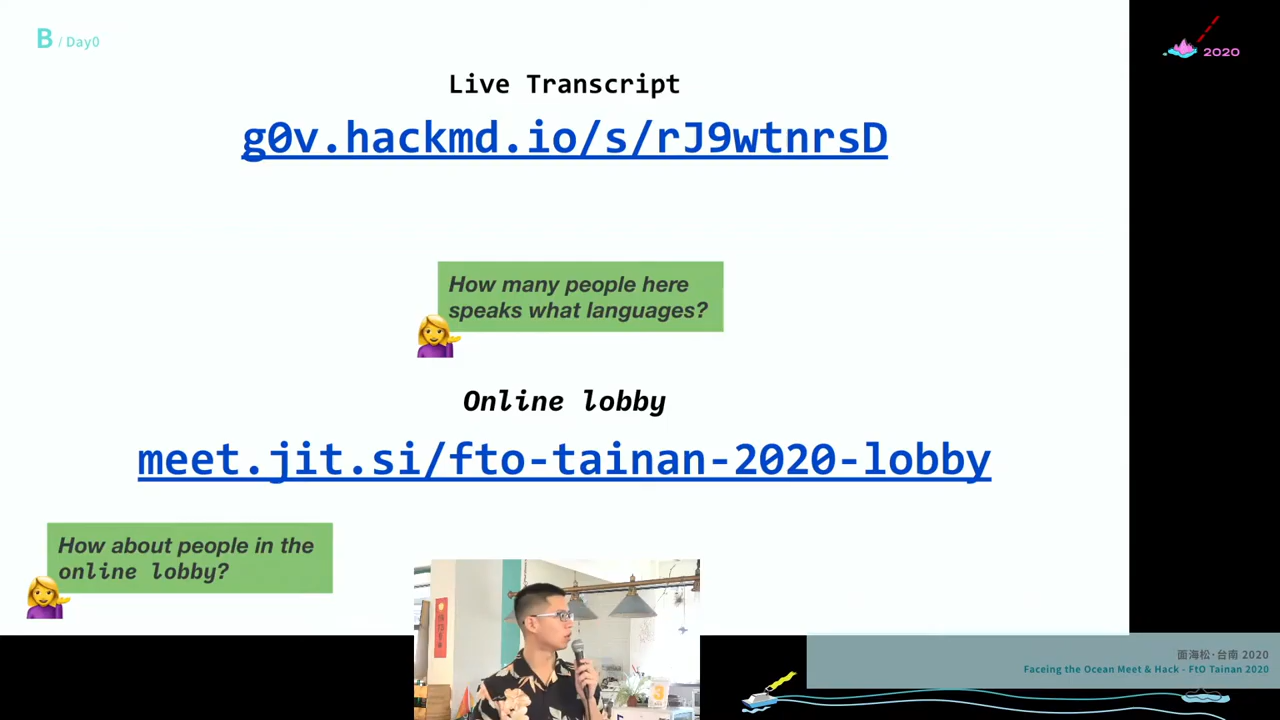 B / Day0
2020
Live Transcript
g0v.hackmd.io/s/rJ9wtnrsD
How many people here
speaks what languages?
Online lobby
meet.jit.si/fto-tainan-2020-lobby
How about people in the
online lobby?
3
面海松·台南 2020
Faceing the Ocean Meet & Hack - FtO Tainan 2020